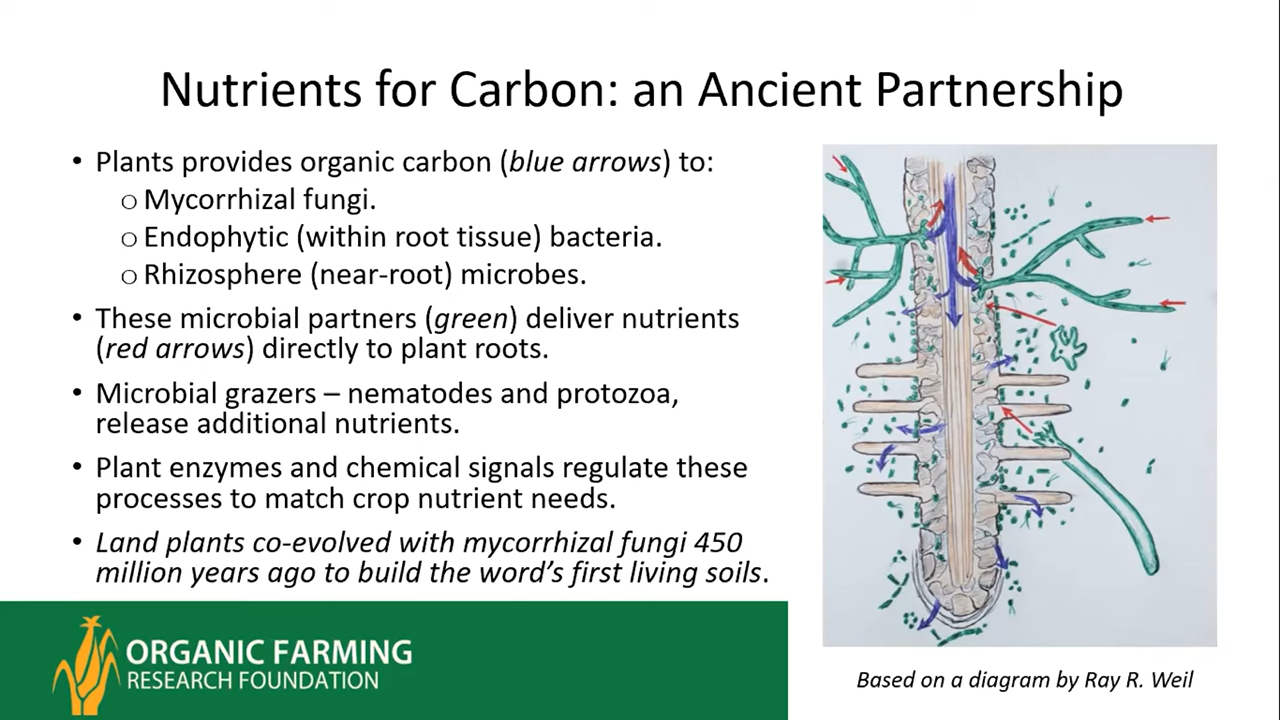 Nutrients for Carbon: an Ancient Partnership
• Plants provides organic carbon (blue arrows) to:
○ Mycorrhizal fungi.
○ Endophytic (within root tissue) bacteria.
○ Rhizosphere (near-root) microbes.
• These microbial partners (green) deliver nutrients
(red arrows) directly to plant roots.
• Microbial grazers – nematodes and protozoa,
release additional nutrients.
• Plant enzymes and chemical signals regulate these
processes to match crop nutrient needs.
• Land plants co-evolved with mycorrhizal fungi 450
million years ago to build the word’s first living soils.
ORGANIC FARMING
RESEARCH FOUNDATION
Based on a diagram by Ray R. Weil